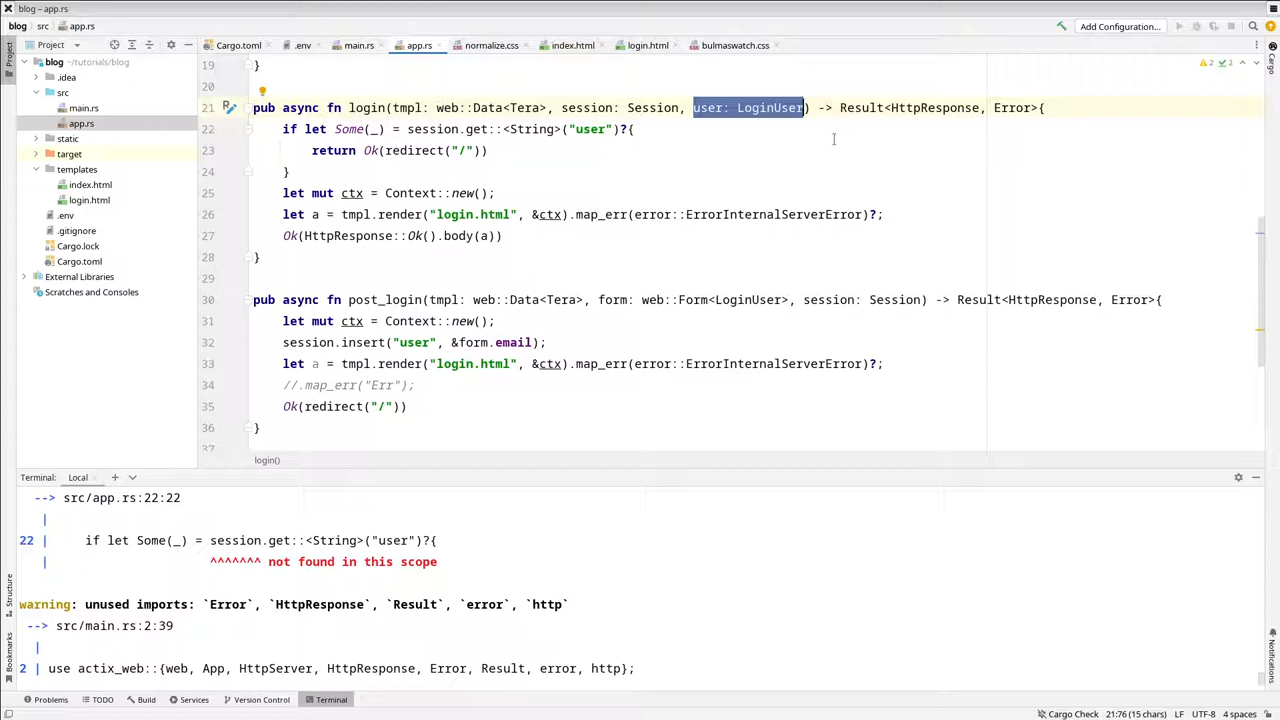 blog – app.rs
blog src app.rs Add Configuration...
Project Cargo.toml .env main.rs app.rs normalize.css index.html login.html bulmaswatch.css
Project
Cargo
blog ~/tutorials/blog
.idea
src
main.rs
app.rs
static
target
templates
index.html
login.html
.env
.gitignore
Cargo.lock
Cargo.toml
External Libraries
Scratches and Consoles
2 2
19 }
20
21 pub async fn login(tmpl: web::Data<Tera>, session: Session, user: LoginUser) -> Result<HttpResponse, Error>{
22 if let Some(_) = session.get::<String>("user")?{
23 return Ok(redirect("/"))
24 }
25 let mut ctx = Context::new();
26 let a = tmpl.render("login.html", &ctx).map_err(error::ErrorInternalServerError)?;
27 Ok(HttpResponse::Ok().body(a))
28 }
29
30 pub async fn post_login(tmpl: web::Data<Tera>, form: web::Form<LoginUser>, session: Session) -> Result<HttpResponse, Error>{
31 let mut ctx = Context::new();
32 session.insert("user", &form.email);
33 let a = tmpl.render("login.html", &ctx).map_err(error::ErrorInternalServerError)?;
34 //.map_err("Err");
35 Ok(redirect("/"))
36 }
37
login()
Terminal: Local
--> src/app.rs:22:22
|
22 | if let Some(_) = session.get::<String>("user")?{
| ^^^^^^^ not found in this scope
warning: unused imports: `Error`, `HttpResponse`, `Result`, `error`, `http`
--> src/main.rs:2:39
|
2 | use actix_web::{web, App, HttpServer, HttpResponse, Error, Result, error, http};
Structure
Bookmarks
Notifications
Problems TODO Build Services Version Control Terminal
Cargo Check 21:76 (15 chars) LF UTF-8 4 spaces